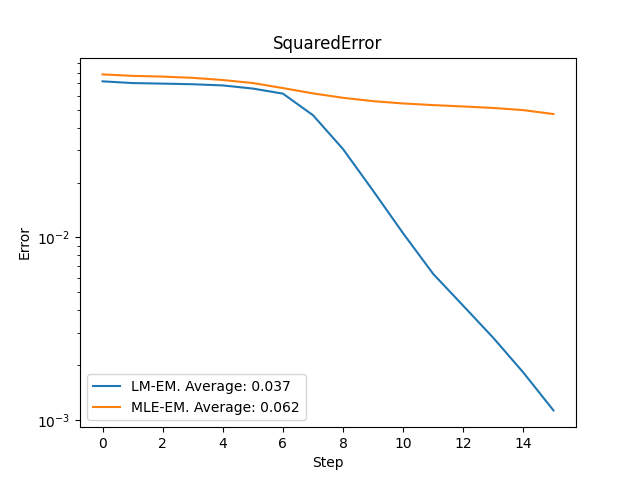 SquaredError
Error
10⁻²
10⁻³
LM-EM. Average: 0.037
MLE-EM. Average: 0.062
0 2 4 6 8 10 12 14
Step